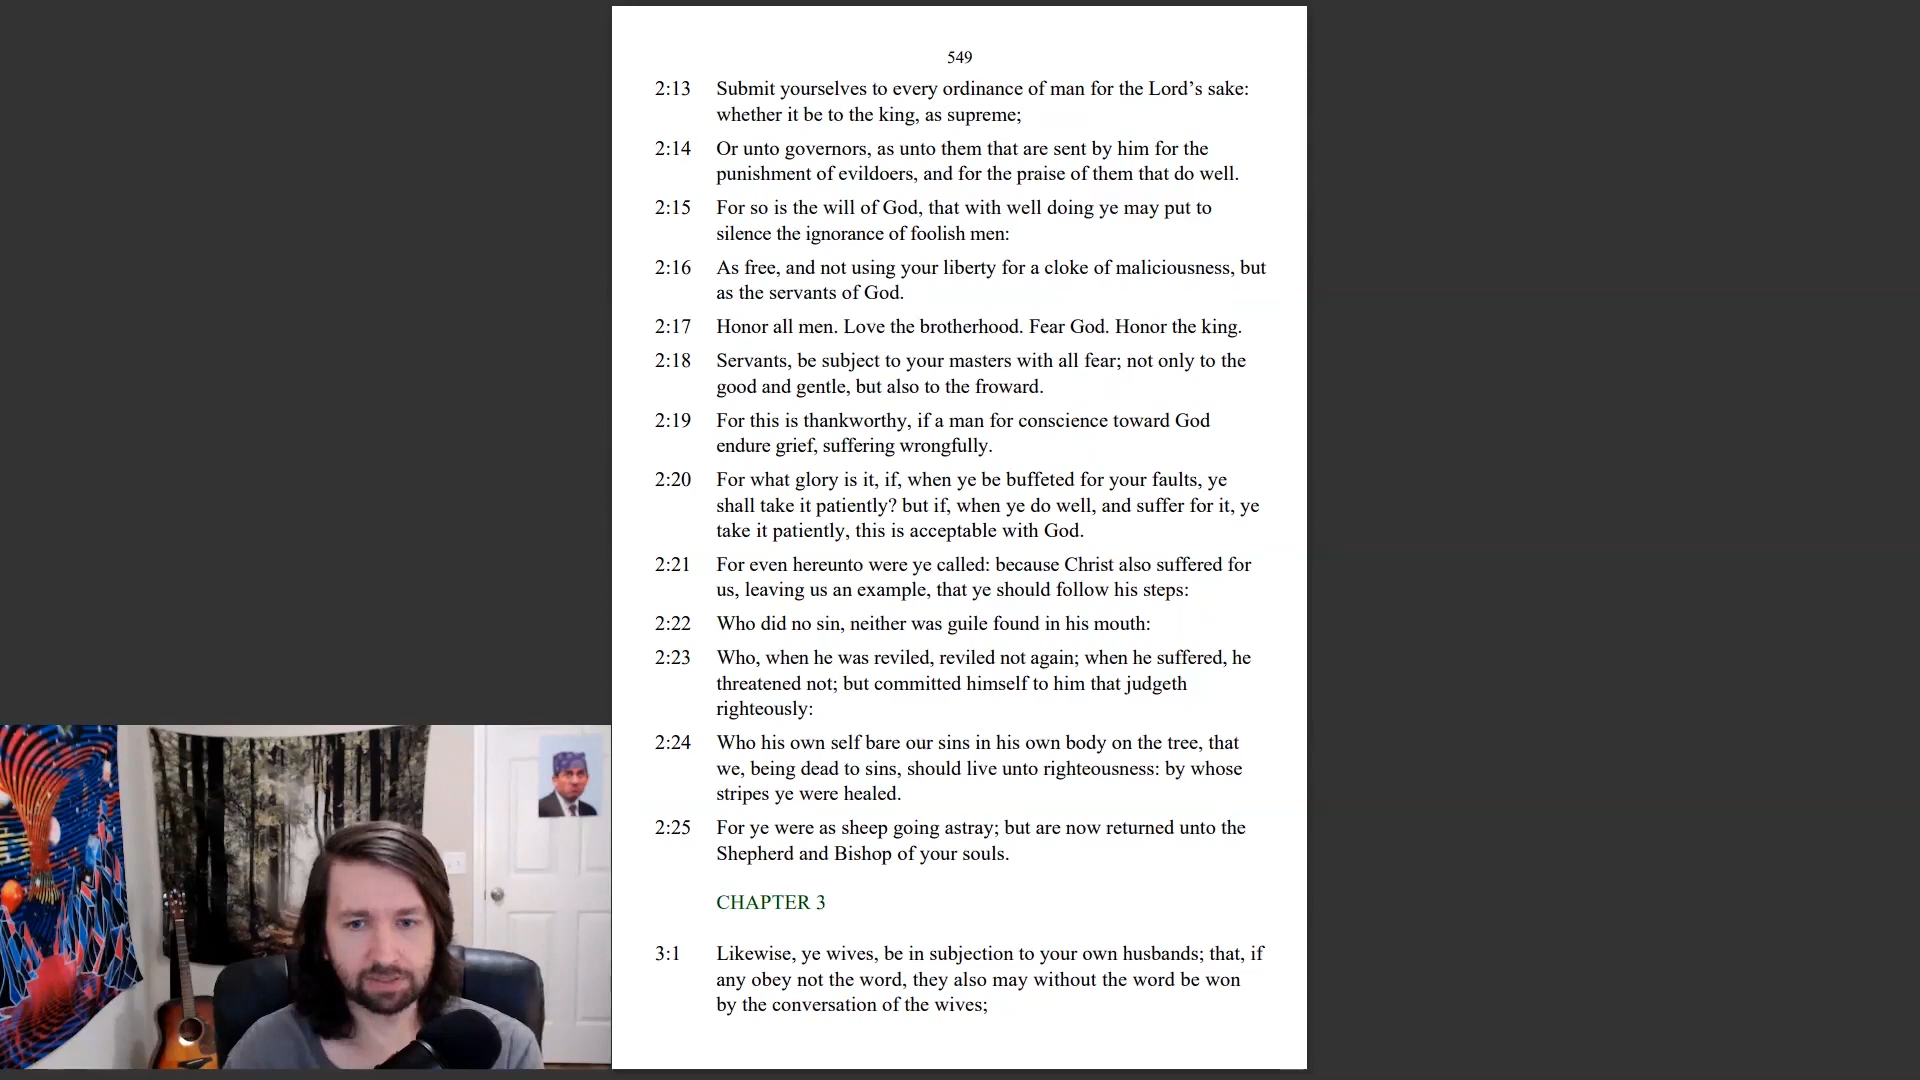 549
2:13 Submit yourselves to every ordinance of man for the Lord’s sake:
whether it be to the king, as supreme;
2:14 Or unto governors, as unto them that are sent by him for the
punishment of evildoers, and for the praise of them that do well.
2:15 For so is the will of God, that with well doing ye may put to
silence the ignorance of foolish men:
2:16 As free, and not using your liberty for a cloke of maliciousness, but
as the servants of God.
2:17 Honor all men. Love the brotherhood. Fear God. Honor the king.
2:18 Servants, be subject to your masters with all fear; not only to the
good and gentle, but also to the froward.
2:19 For this is thankworthy, if a man for conscience toward God
endure grief, suffering wrongfully.
2:20 For what glory is it, if, when ye be buffeted for your faults, ye
shall take it patiently? but if, when ye do well, and suffer for it, ye
take it patiently, this is acceptable with God.
2:21 For even hereunto were ye called: because Christ also suffered for
us, leaving us an example, that ye should follow his steps:
2:22 Who did no sin, neither was guile found in his mouth:
2:23 Who, when he was reviled, reviled not again; when he suffered, he
threatened not; but committed himself to him that judgeth
righteously:
2:24 Who his own self bare our sins in his own body on the tree, that
we, being dead to sins, should live unto righteousness: by whose
stripes ye were healed.
2:25 For ye were as sheep going astray; but are now returned unto the
Shepherd and Bishop of your souls.
CHAPTER 3
3:1 Likewise, ye wives, be in subjection to your own husbands; that, if
any obey not the word, they also may without the word be won
by the conversation of the wives;